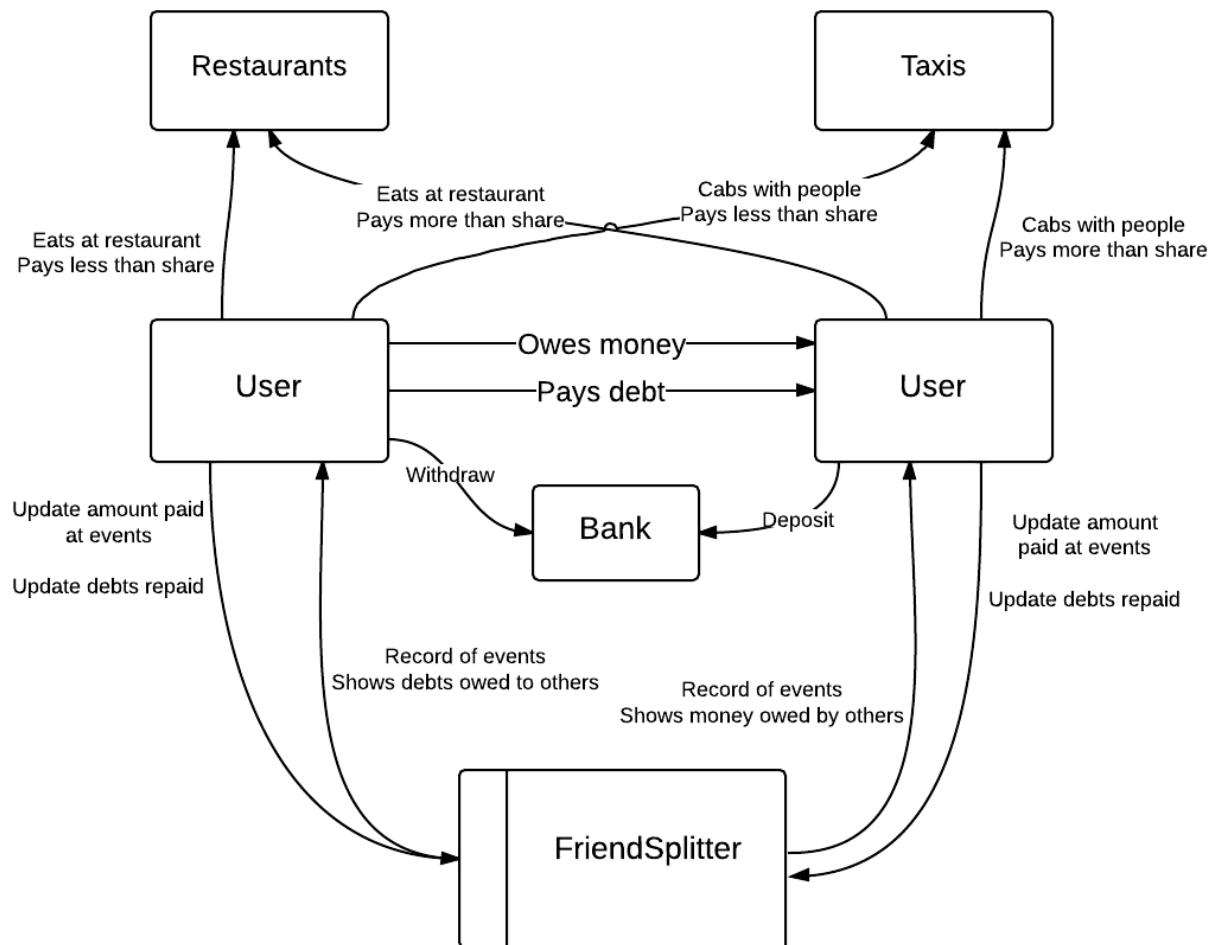 Restaurants
Taxis
Eats at restaurant
Pays more than share
Cabs with people
Pays less than share
Eats at restaurant
Pays less than share
Cabs with people
Pays more than share
User
Owes money
Pays debt
User
Withdraw
Bank
Deposit
Update amount paid
at events
Update debts repaid
Update amount
paid at events
Update debts repaid
Record of events
Shows debts owed to others
Record of events
Shows money owed by others
FriendSplitter